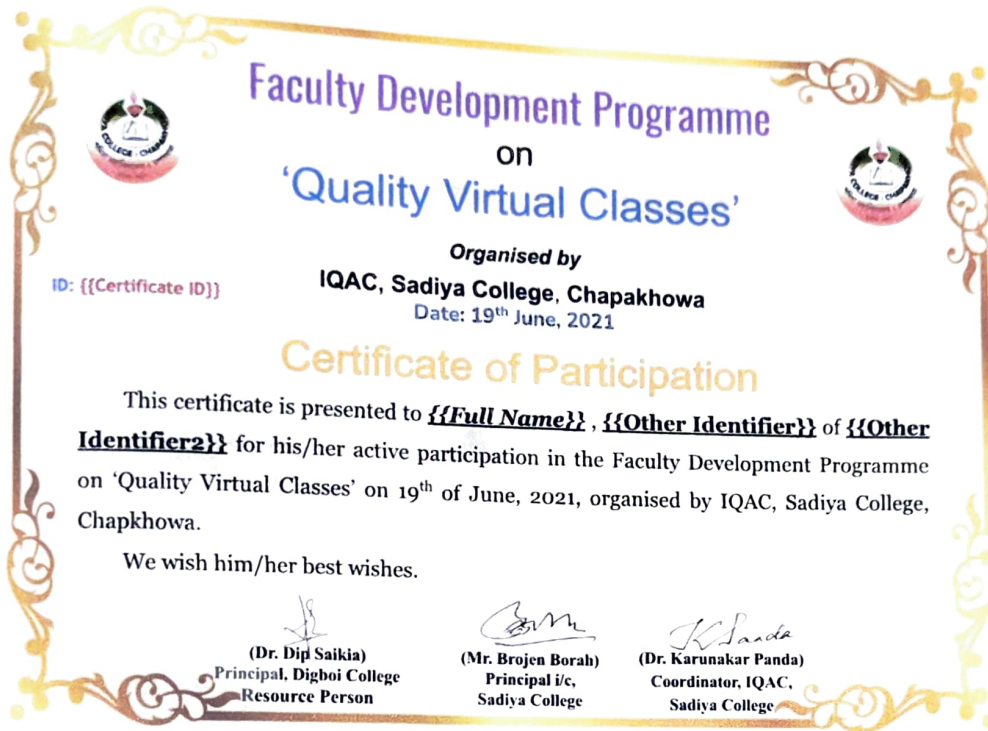 Faculty Development Programme
on
‘Quality Virtual Classes’
Organised by
IQAC, Sadiya College, Chapakhowa
ID: {{Certificate ID}}
Date: 19th June, 2021
Certificate of Participation
This certificate is presented to {{Full Name}} , {{Other Identifier}} of {{Other
Identifier2}} for his/her active participation in the Faculty Development Programme
on ‘Quality Virtual Classes’ on 19th of June, 2021, organised by IQAC, Sadiya College,
Chapkhowa.
We wish him/her best wishes.
(Dr. Dip Saikia)
Principal, Digboi College
Resource Person
(Mr. Brojen Borah)
Principal i/c,
Sadiya College
K Panda
(Dr. Karunakar Panda)
Coordinator, IQAC,
Sadiya College